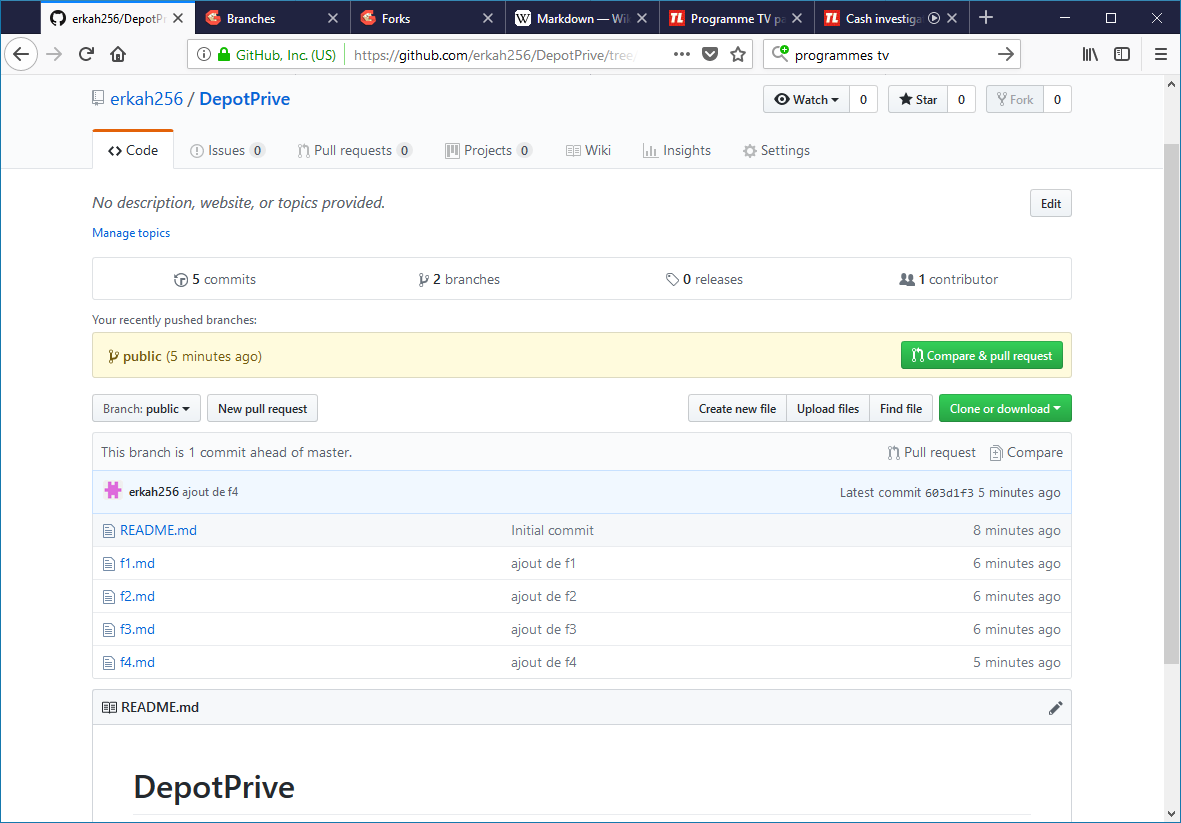 erkah256/DepotPr
Branches
Forks
Markdown — Wik
Programme TV pa
Cash investiga
GitHub, Inc. (US)
https://github.com/erkah256/DepotPrive/tree/
programmes tv
erkah256 / DepotPrive
Watch 0
Star 0
Fork 0
Code
Issues 0
Pull requests 0
Projects 0
Wiki
Insights
Settings
No description, website, or topics provided.
Edit
Manage topics
5 commits
2 branches
0 releases
1 contributor
Your recently pushed branches:
public (5 minutes ago)
Compare & pull request
Branch: public
New pull request
Create new file
Upload files
Find file
Clone or download
This branch is 1 commit ahead of master.
Pull request
Compare
erkah256 ajout de f4
Latest commit 603d1f3 5 minutes ago
README.md Initial commit 8 minutes ago
f1.md ajout de f1 6 minutes ago
f2.md ajout de f2 6 minutes ago
f3.md ajout de f3 6 minutes ago
f4.md ajout de f4 5 minutes ago
README.md
DepotPrive